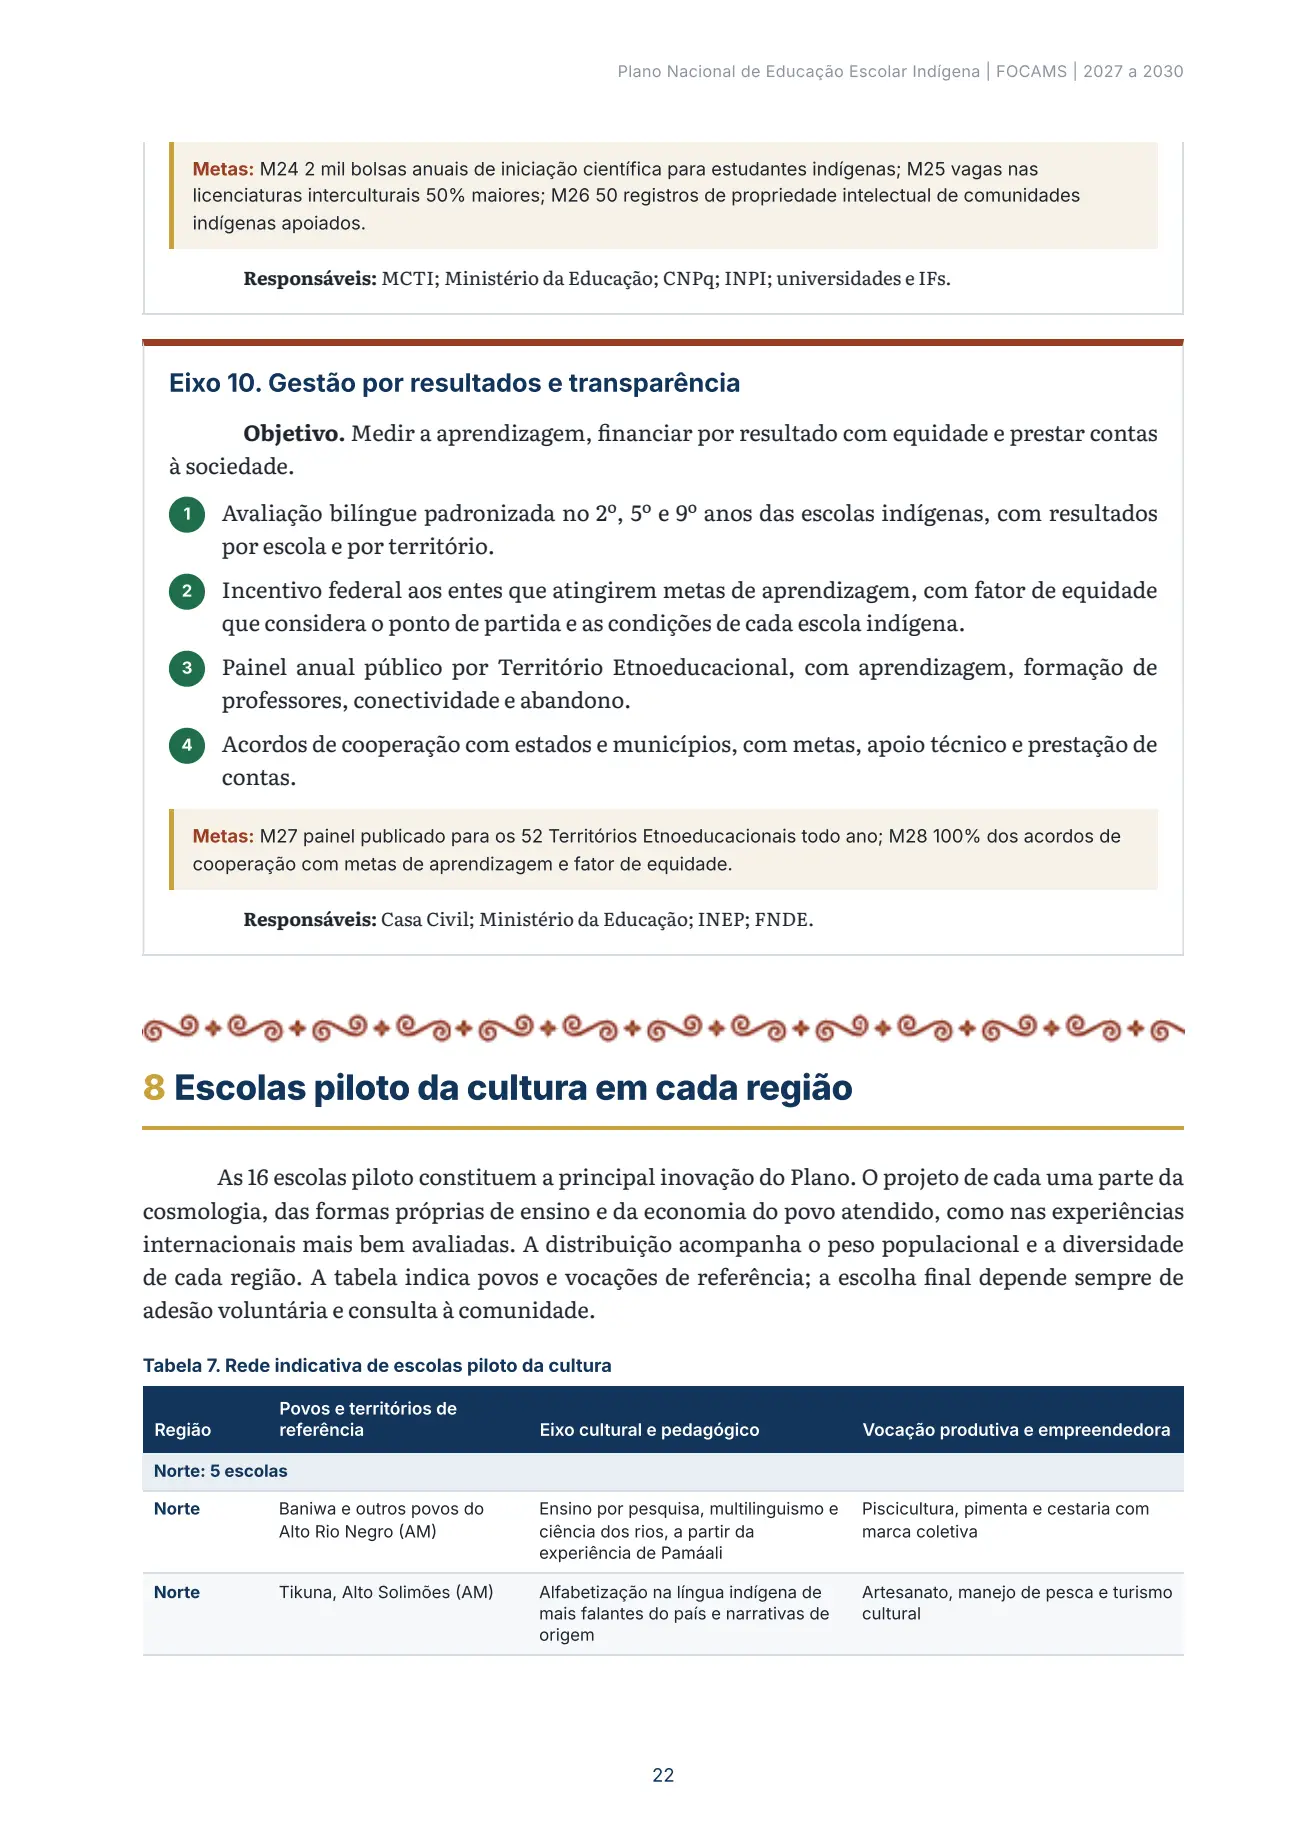 Plano Nacional de Educação Escolar Indígena | FOCAMS | 2027 a 2030
Metas: M24 2 mil bolsas anuais de iniciação científica para estudantes indígenas; M25 vagas nas
licenciaturas interculturais 50% maiores; M26 50 registros de propriedade intelectual de comunidades
indígenas apoiados.
Responsáveis: MCTI; Ministério da Educação; CNPq; INPI; universidades e IFs.
Eixo 10. Gestão por resultados e transparência
Objetivo. Medir a aprendizagem, financiar por resultado com equidade e prestar contas
à sociedade.
1 Avaliação bilíngue padronizada no 2º, 5º e 9º anos das escolas indígenas, com resultados
por escola e por território.
2 Incentivo federal aos entes que atingirem metas de aprendizagem, com fator de equidade
que considera o ponto de partida e as condições de cada escola indígena.
3 Painel anual público por Território Etnoeducacional, com aprendizagem, formação de
professores, conectividade e abandono.
4 Acordos de cooperação com estados e municípios, com metas, apoio técnico e prestação de
contas.
Metas: M27 painel publicado para os 52 Territórios Etnoeducacionais todo ano; M28 100% dos acordos de
cooperação com metas de aprendizagem e fator de equidade.
Responsáveis: Casa Civil; Ministério da Educação; INEP; FNDE.
8 Escolas piloto da cultura em cada região
As 16 escolas piloto constituem a principal inovação do Plano. O projeto de cada uma parte da
cosmologia, das formas próprias de ensino e da economia do povo atendido, como nas experiências
internacionais mais bem avaliadas. A distribuição acompanha o peso populacional e a diversidade
de cada região. A tabela indica povos e vocações de referência; a escolha final depende sempre de
adesão voluntária e consulta à comunidade.
Tabela 7. Rede indicativa de escolas piloto da cultura
Povos e territórios de
Região referência Eixo cultural e pedagógico Vocação produtiva e empreendedora
Norte: 5 escolas
Norte Baniwa e outros povos do Ensino por pesquisa, multilinguismo e Piscicultura, pimenta e cestaria com
Alto Rio Negro (AM) ciência dos rios, a partir da marca coletiva
experiência de Pamáali
Norte Tikuna, Alto Solimões (AM) Alfabetização na língua indígena de Artesanato, manejo de pesca e turismo
mais falantes do país e narrativas de cultural
origem
22